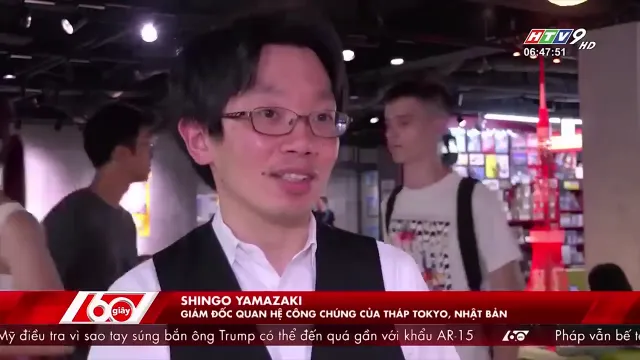 HTV9 HD
06:47:51
SHINGO YAMAZAKI
60 giây
GIÁM ĐỐC QUAN HỆ CÔNG CHÚNG CỦA THÁP TOKYO, NHẬT BẢN
Mỹ điều tra vì sao tay súng bắn ông Trump có thể đến quá gần với khẩu AR-15
60
Pháp vẫn bế tắ